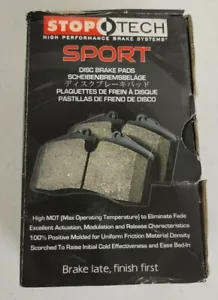 STOPTECH
HIGH PERFORMANCE BRAKE SYSTEMS
SPORT
DISC BRAKE PADS
SCHEIBENBREMSBELÄGE
ディスクブレーキパッド
PLAQUETTES DE FREIN À DISQUE
PASTILLAS DE FRENO DE DISCO
High MOT (Max Operating Temperature) to Eliminate Fade
Excellent Actuation, Modulation and Release Characteristics
100% Positive Molded for Uniform Friction Material Density
Scorched To Raise Initial Cold Effectiveness and Ease Bed-In
Brake late, finish first